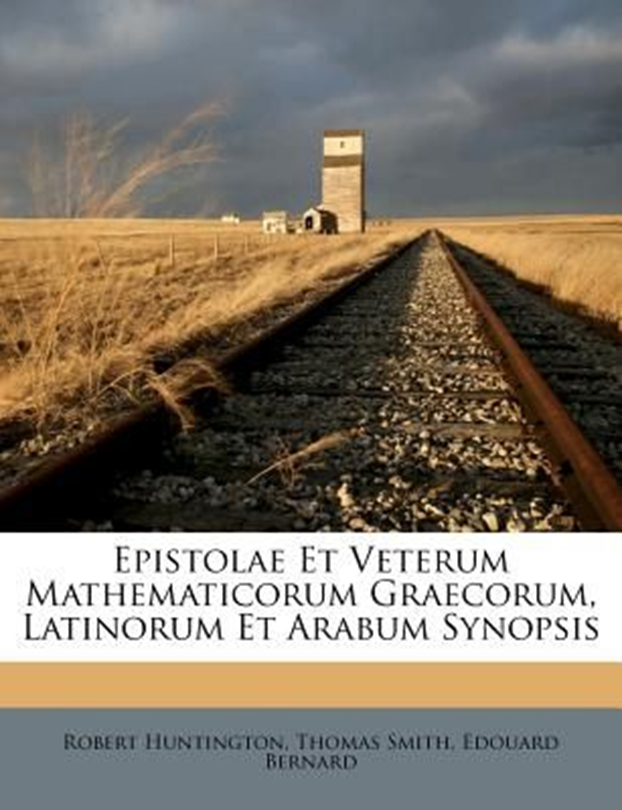 Epistolae Et Veterum
Mathematicorum Graecorum,
Latinorum Et Arabum Synopsis
Robert Huntington, Thomas Smith, Edouard
Bernard